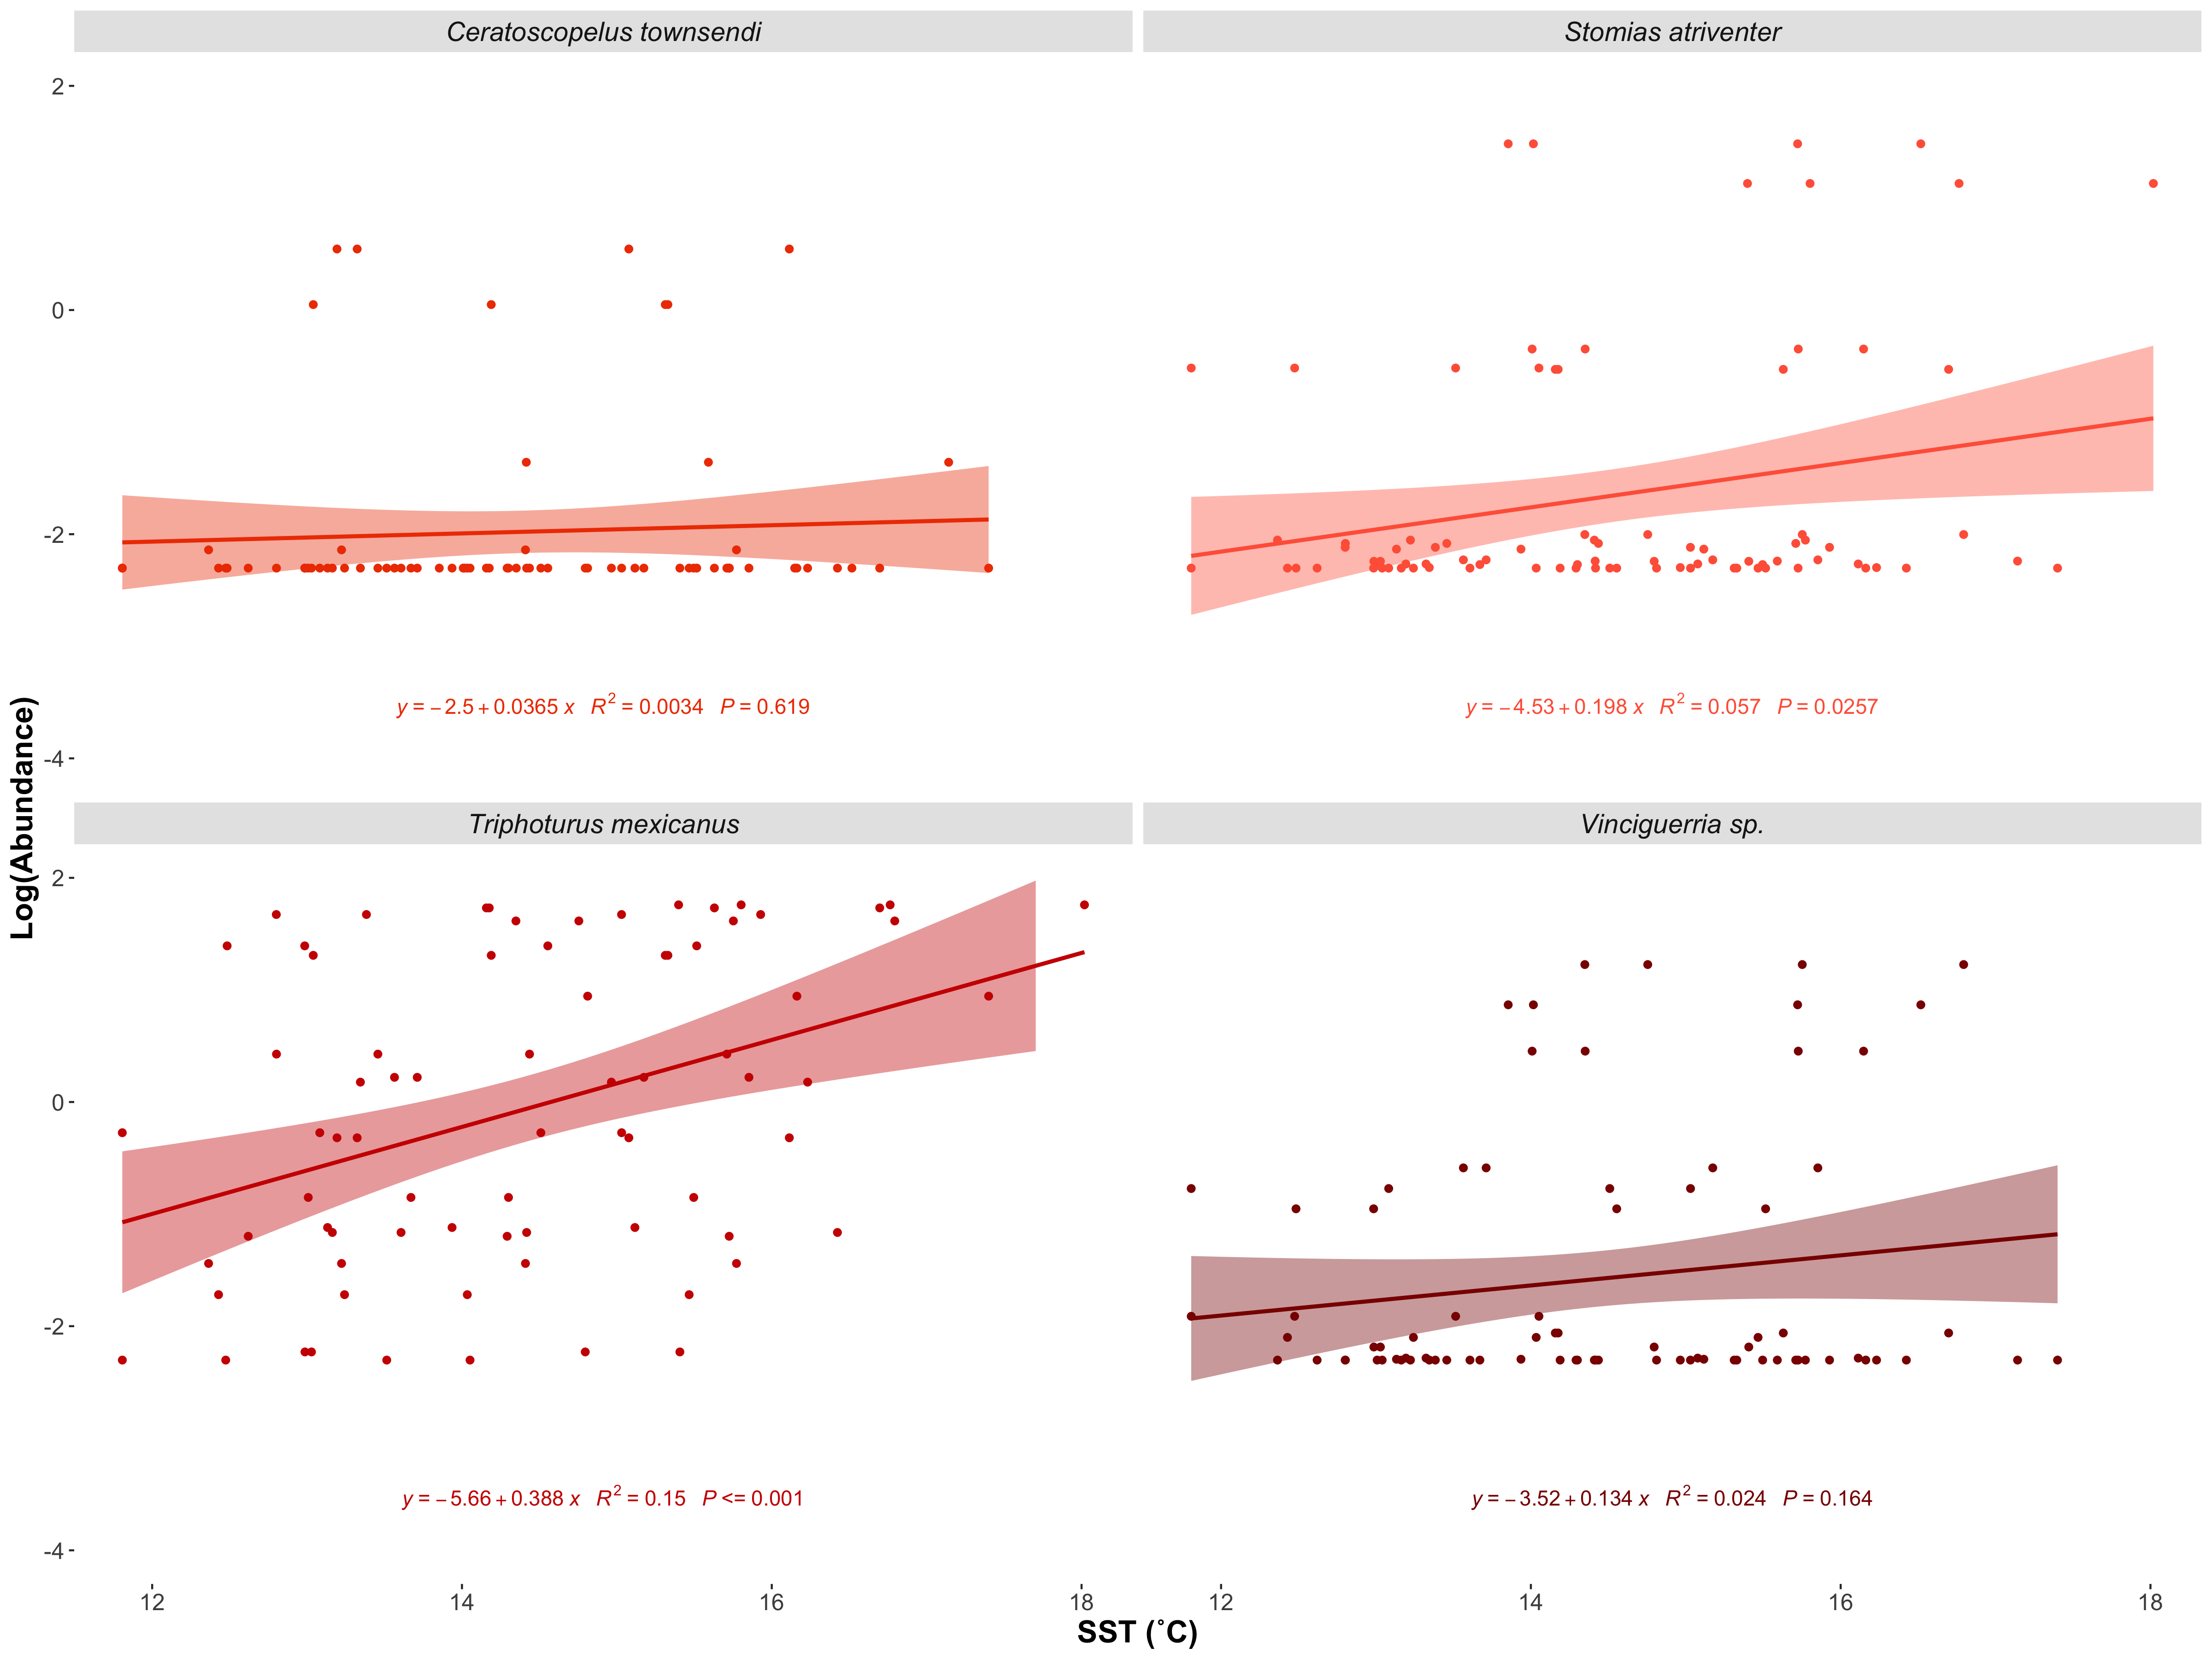 Ceratoscopelus townsendi
Stomias atriventer
2
0
-2
-4
y = −2.5 + 0.0365 x R² = 0.0034 P = 0.619
y = −4.53 + 0.198 x R² = 0.057 P = 0.0257
Log(Abundance)
Triphoturus mexicanus
Vinciguerria sp.
2
0
-2
-4
y = −5.66 + 0.388 x R² = 0.15 P <= 0.001
y = −3.52 + 0.134 x R² = 0.024 P = 0.164
12 14 16 18
12 14 16 18
SST (˚C)